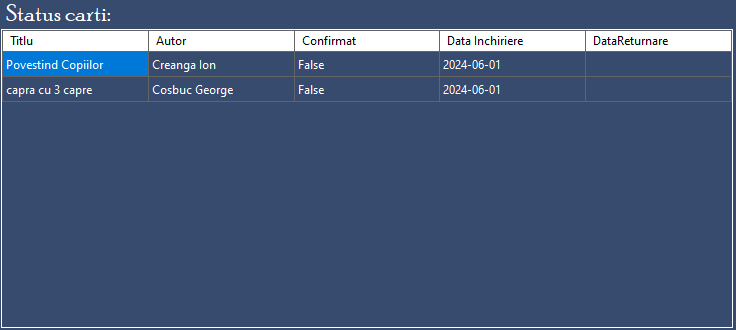 Status carti:
Titlu Autor Confirmat Data Inchiriere DataReturnare
Povestind Copiilor Creanga Ion False 2024-06-01
capra cu 3 capre Cosbuc George False 2024-06-01